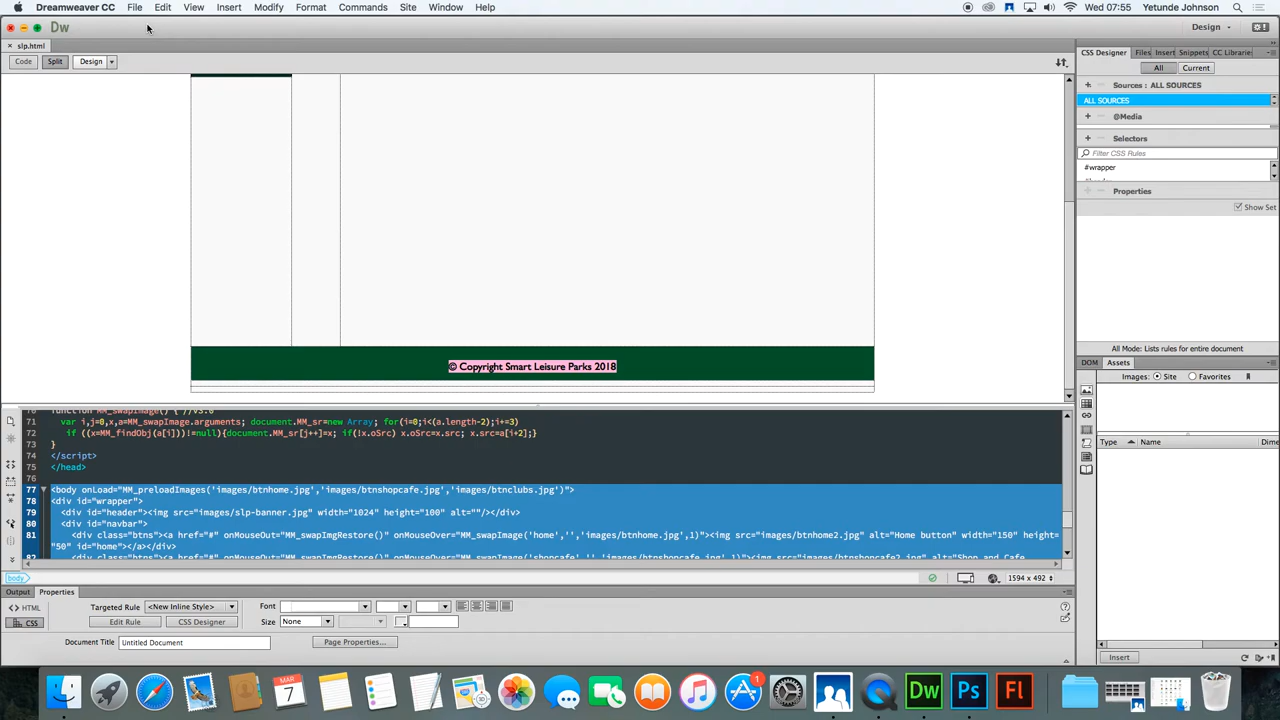 Dreamweaver CC File Edit View Insert Modify Format Commands Site Window Help Wed 07:55 Yetunde Johnson
Dw Design
× slp.html CSS Designer Files Insert Snippets CC Libraries
Code Split Design
All Current
+ Sources : ALL SOURCES
ALL SOURCES
+ @Media
+ Selectors
Filter CSS Rules
#wrapper
+ Properties
Show Set
All Mode: Lists rules for entire document
© Copyright Smart Leisure Parks 2018
DOM Assets
Images: Site Favorites
Type Name Dime
71 var i,j=0,x,a=MM_swapImage.arguments; document.MM_sr=new Array; for(i=0;i<(a.length-2);i+=3)
72 if ((x=MM_findObj(a[i]))!=null){document.MM_sr[j++]=x; if(!x.oSrc) x.oSrc=x.src; x.src=a[i+2];}
73 }
74 </script>
75 </head>
76
77 <body onLoad="MM_preloadImages('images/btnhome.jpg','images/btnshopcafe.jpg','images/btnclubs.jpg')">
78 <div id="wrapper">
79 <div id="header"><img src="images/slp-banner.jpg" width="1024" height="100" alt=""/></div>
80 <div id="navbar">
81 <div class="btns"><a href="#" onMouseOut="MM_swapImgRestore()" onMouseOver="MM_swapImage('home','','images/btnhome.jpg',1)"><img src="images/btnhome2.jpg" alt="Home button" width="150" height=
"50" id="home"></a></div>
body 1594 x 492
Output Properties
<> HTML Targeted Rule <New Inline Style> Font
CSS Edit Rule CSS Designer Size None
Document Title Untitled Document Page Properties...
Insert
MAR
7
1
Dw Ps Fl